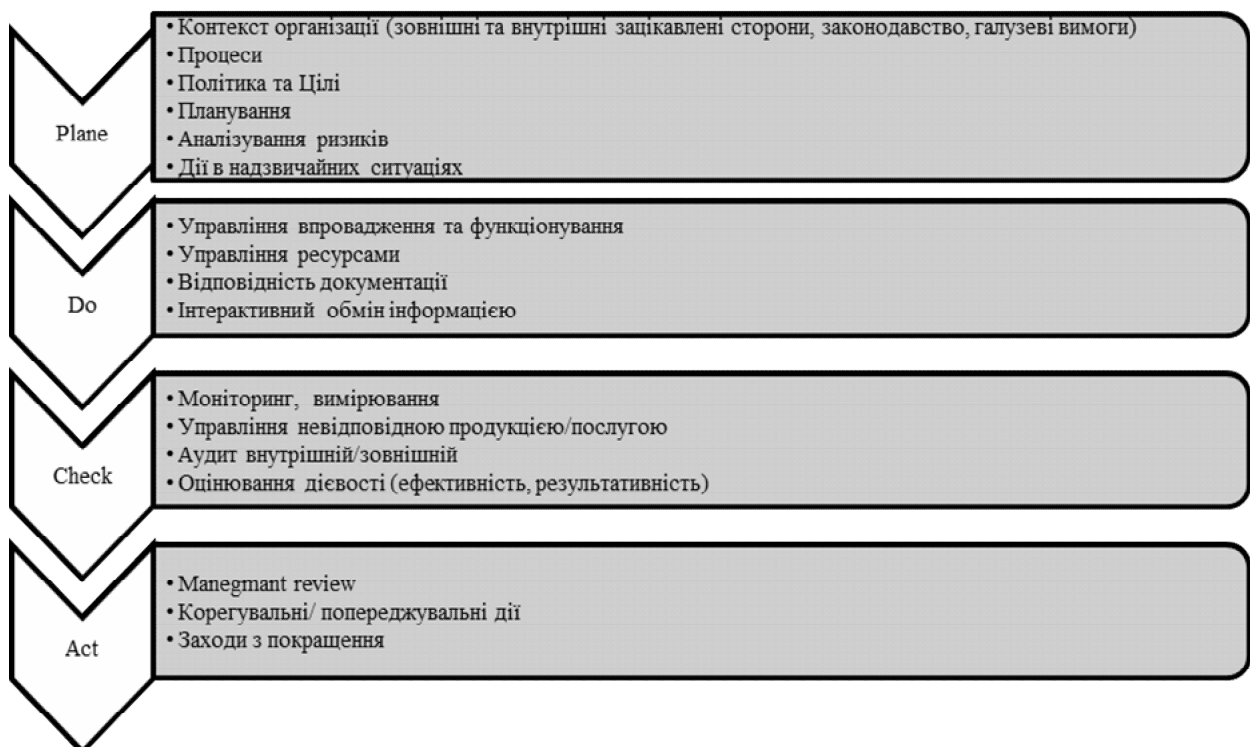 Plane
• Контекст організації (зовнішні та внутрішні зацікавлені сторони, законодавство, галузеві вимоги)
• Процеси
• Політика та Цілі
• Планування
• Аналізування ризиків
• Дії в надзвичайних ситуаціях
Do
• Управління впровадження та функціонування
• Управління ресурсами
• Відповідність документації
• Інтерактивний обмін інформацією
Check
• Моніторинг, вимірювання
• Управління невідповідною продукцією/послугою
• Аудит внутрішній/зовнішній
• Оцінювання дієвості (ефективність, результативність)
Act
• Manegmant review
• Корегувальні/ попереджувальні дії
• Заходи з покращення